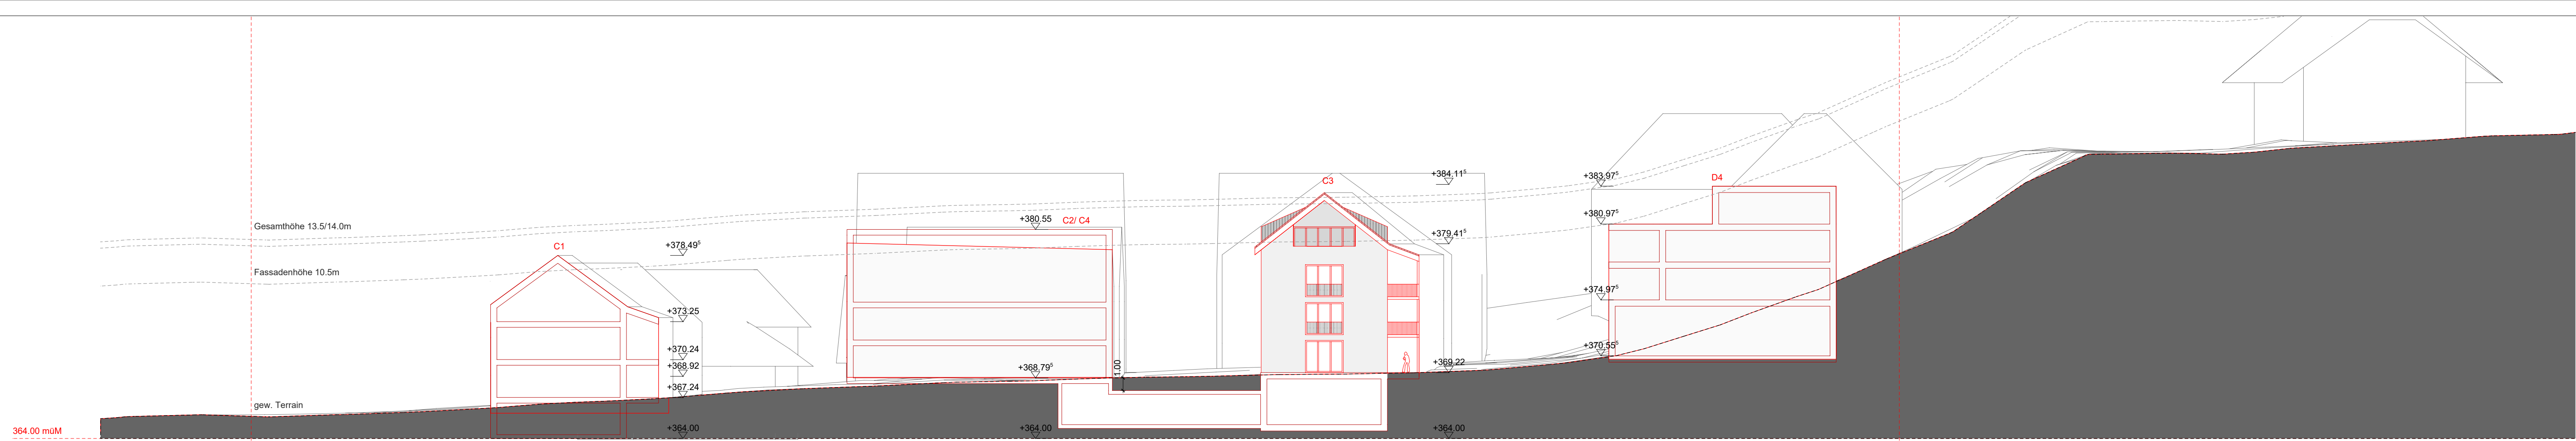 C3
+384.11⁵
+383.97⁵
D4
+380.97⁵
+380.55
C2/ C4
Gesamthöhe 13.5/14.0m
+379.41⁵
C1
+378.49⁵
Fassadenhöhe 10.5m
+374.97⁵
+373.25
+370.24
+370.55⁵
+368.92
+368.79⁵
1.00
+369.22
+367.24
gew. Terrain
364.00 müM
+364.00
+364.00
+364.00